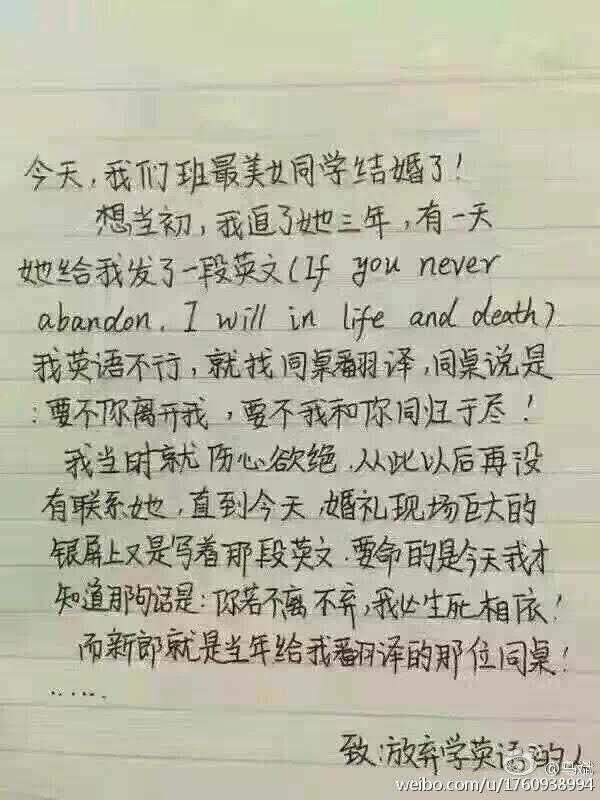 今天,我们班最美女同学结婚了!
想当初,我追了她三年,有一天
她给我发了一段英文(If you never
abandon, I will in life and death)
我英语不行,就找同桌翻译,同桌说是
:要不你离开我,要不我和你同归于尽!
我当时就伤心欲绝.从此以后再没
有联系她,直到今天,婚礼现场巨大的
银屏上又是写着那段英文.要命的是今天我才
知道那句话是:你若不离不弃,我必生死相依!
而新郎就是当年给我翻译的那位同桌!
......
致:放弃学英语的人
@马斌
weibo.com/u/1760938994